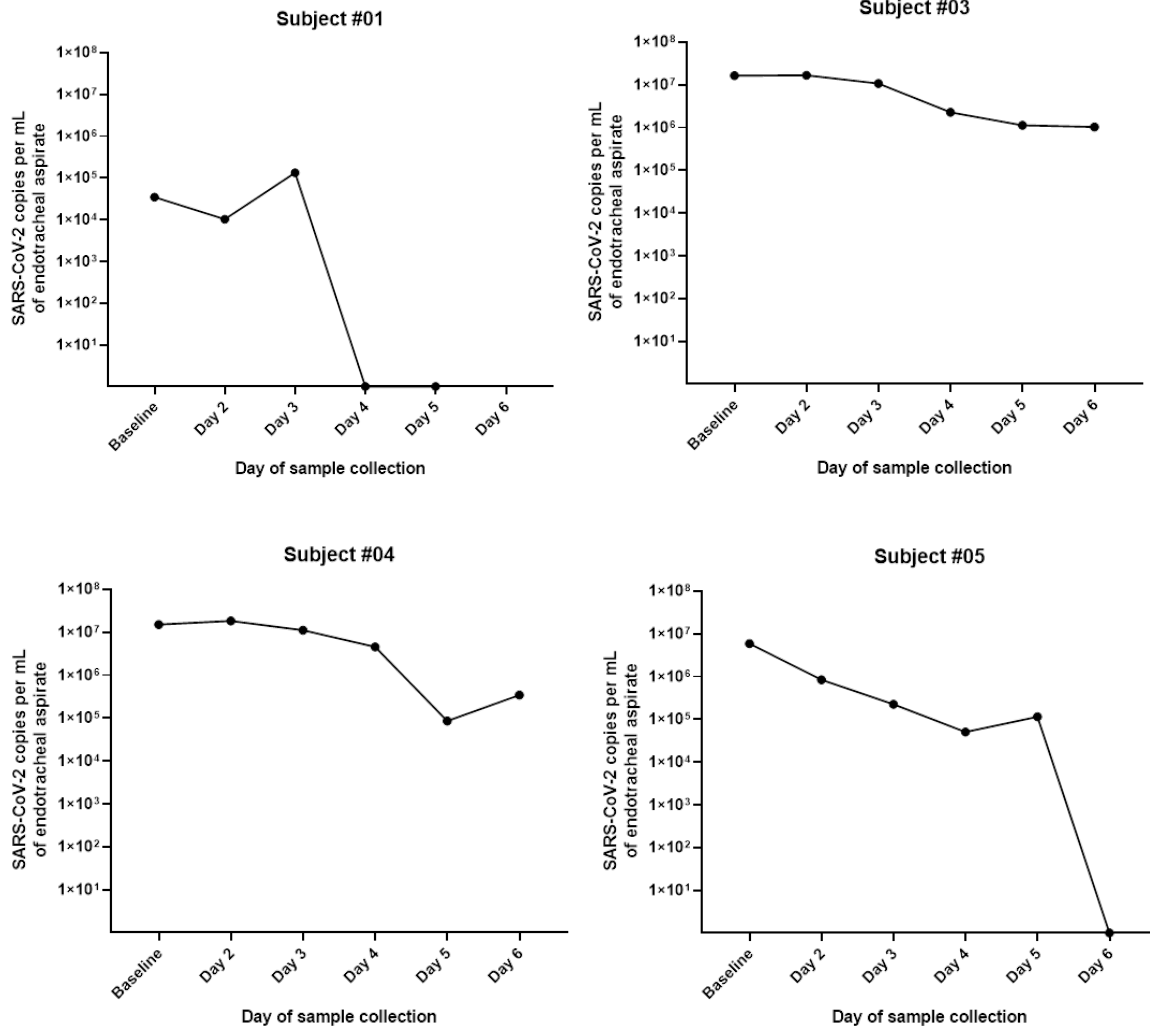 Subject #01
SARS-CoV-2 copies per mL
of endotracheal aspirate
1×10⁸
1×10⁷
1×10⁶
1×10⁵
1×10⁴
1×10³
1×10²
1×10¹
Baseline
Day 2
Day 3
Day 4
Day 5
Day 6
Day of sample collection
Subject #03
SARS-CoV-2 copies per mL
of endotracheal aspirate
1×10⁸
1×10⁷
1×10⁶
1×10⁵
1×10⁴
1×10³
1×10²
1×10¹
Baseline
Day 2
Day 3
Day 4
Day 5
Day 6
Day of sample collection
Subject #04
SARS-CoV-2 copies per mL
of endotracheal aspirate
1×10⁸
1×10⁷
1×10⁶
1×10⁵
1×10⁴
1×10³
1×10²
1×10¹
Baseline
Day 2
Day 3
Day 4
Day 5
Day 6
Day of sample collection
Subject #05
SARS-CoV-2 copies per mL
of endotracheal aspirate
1×10⁸
1×10⁷
1×10⁶
1×10⁵
1×10⁴
1×10³
1×10²
1×10¹
Baseline
Day 2
Day 3
Day 4
Day 5
Day 6
Day of sample collection